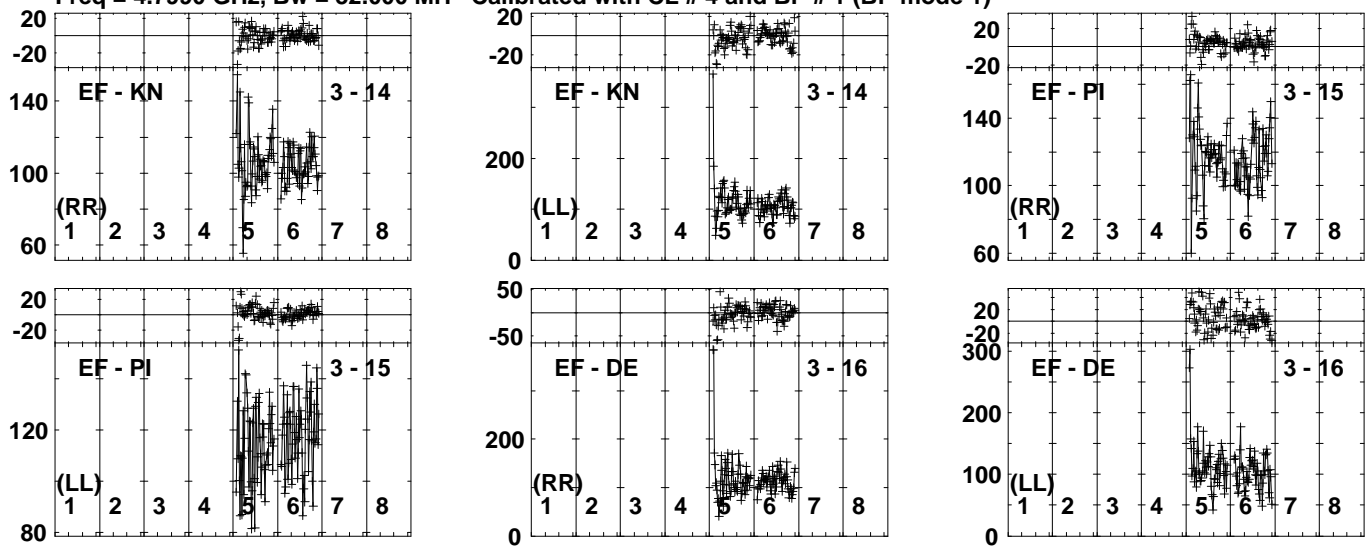 Freq = GHz, Bw = MH Calibrated with CL # 4 and BP # 1 (BP mode 1)
20
-20
EF - KN 3 - 14
140
100
60
(RR)
1 2 3 4 5 6 7 8
20
-20
EF - KN 3 - 14
200
0
(LL)
1 2 3 4 5 6 7 8
20
-20
EF - PI 3 - 15
140
100
60
(RR)
1 2 3 4 5 6 7 8
20
-20
EF - PI 3 - 15
120
80
(LL)
1 2 3 4 5 6 7 8
50
-50
EF - DE 3 - 16
200
0
(RR)
1 2 3 4 5 6 7 8
20
-20
EF - DE 3 - 16
300
200
100
0
(LL)
1 2 3 4 5 6 7 8